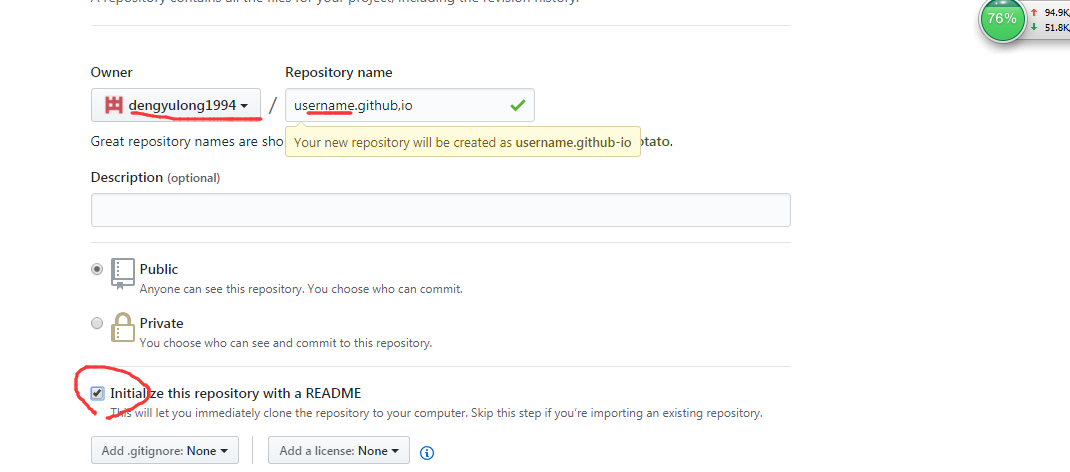 A repository contains all the files for your project, including the revision history.
76%
94.9K/
51.8K/
Owner
Repository name
dengyulong1994
/
username.github,io
Great repository names are sho
otato.
Your new repository will be created as username.github-io
Description (optional)
Public
Anyone can see this repository. You choose who can commit.
Private
You choose who can see and commit to this repository.
Initialize this repository with a README
This will let you immediately clone the repository to your computer. Skip this step if you're importing an existing repository.
Add .gitignore: None
Add a license: None